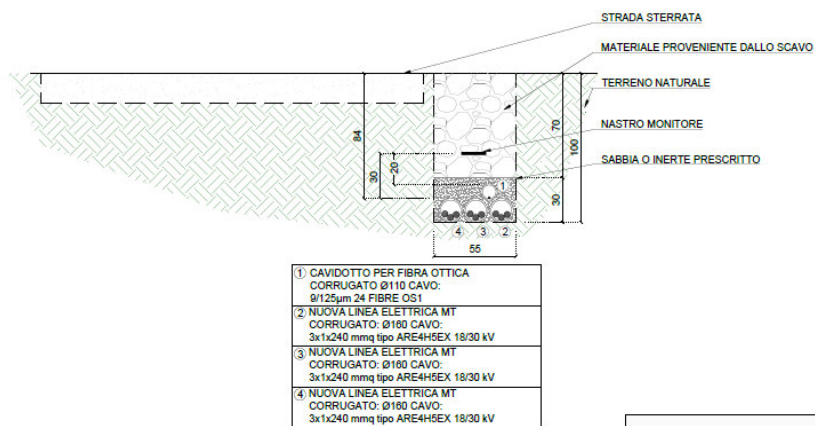 STRADA STERRATA
MATERIALE PROVENIENTE DALLO SCAVO
TERRENO NATURALE
NASTRO MONITORE
SABBIA O INERTE PRESCRITTO
84
30
20
70
100
30
1
4 3 2
55
1 CAVIDOTTO PER FIBRA OTTICA
CORRUGATO Ø110 CAVO:
9/125µm 24 FIBRE OS1
2 NUOVA LINEA ELETTRICA MT
CORRUGATO: Ø160 CAVO:
3x1x240 mmq tipo ARE4H5EX 18/30 kV
3 NUOVA LINEA ELETTRICA MT
CORRUGATO: Ø160 CAVO:
3x1x240 mmq tipo ARE4H5EX 18/30 kV
4 NUOVA LINEA ELETTRICA MT
CORRUGATO: Ø160 CAVO:
3x1x240 mmq tipo ARE4H5EX 18/30 kV